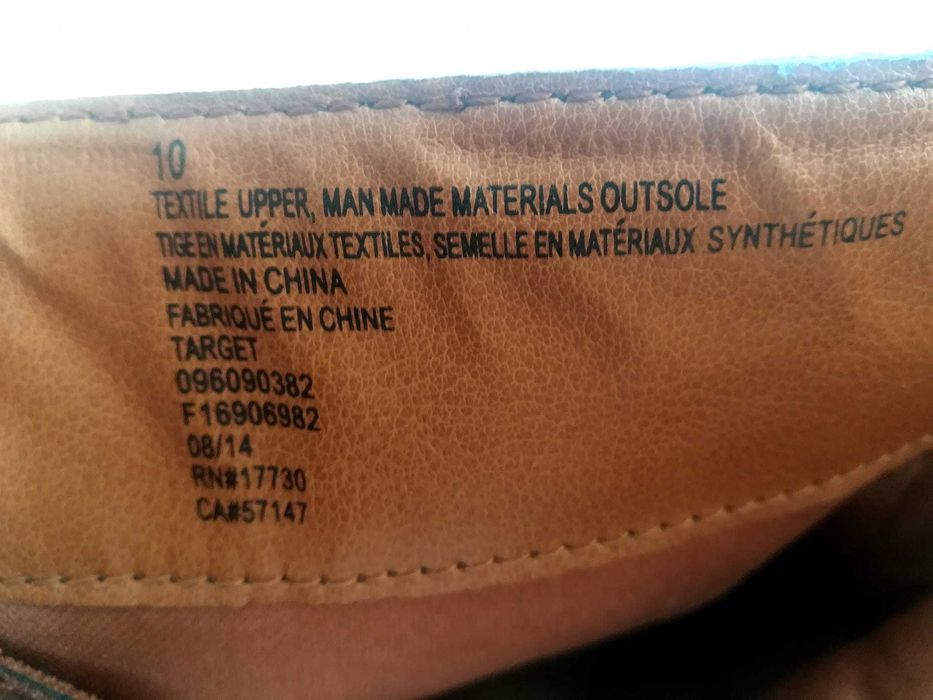 10
TEXTILE UPPER, MAN MADE MATERIALS OUTSOLE
TIGE EN MATÉRIAUX TEXTILES, SEMELLE EN MATÉRIAUX SYNTHÉTIQUES
MADE IN CHINA
FABRIQUÉ EN CHINE
TARGET
096090382
F16906982
08/14
RN#17730
CA#57147